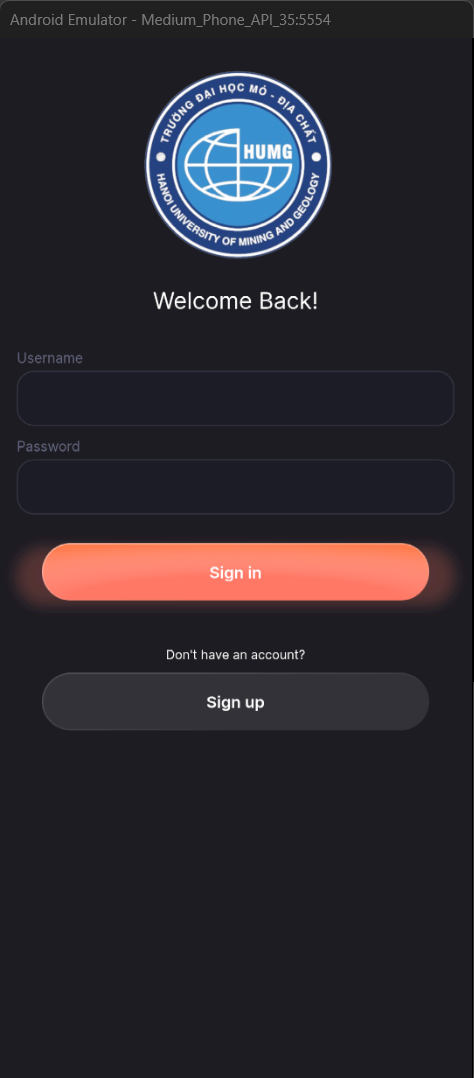 Android Emulator - Medium_Phone_API_35:5554
TRƯỜNG ĐẠI HỌC MỎ - ĐỊA CHẤT
HUMG
HANOI UNIVERSITY OF MINING AND GEOLOGY
Welcome Back!
Username
Password
Sign in
Don't have an account?
Sign up